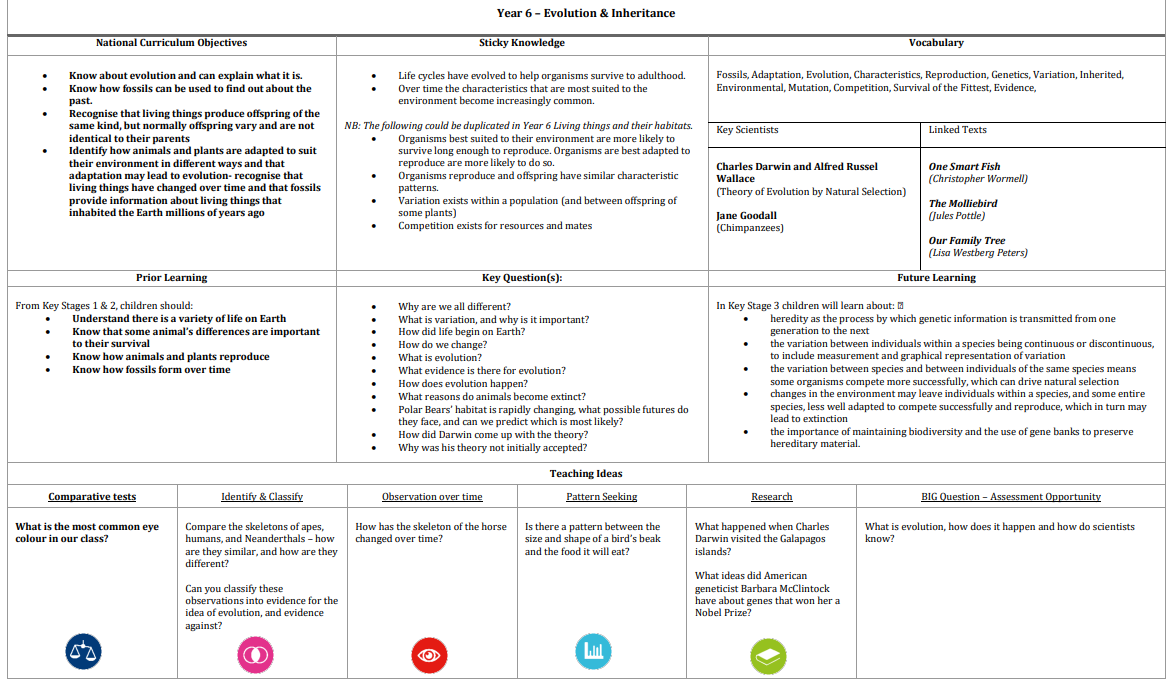 Year 6 – Evolution & Inheritance
National Curriculum Objectives
• Know about evolution and can explain what it is.
• Know how fossils can be used to find out about the
past.
• Recognise that living things produce offspring of the
same kind, but normally offspring vary and are not
identical to their parents
• Identify how animals and plants are adapted to suit
their environment in different ways and that
adaptation may lead to evolution- recognise that
living things have changed over time and that fossils
provide information about living things that
inhabited the Earth millions of years ago
Sticky Knowledge
• Life cycles have evolved to help organisms survive to adulthood.
• Over time the characteristics that are most suited to the
environment become increasingly common.
NB: The following could be duplicated in Year 6 Living things and their habitats.
• Organisms best suited to their environment are more likely to
survive long enough to reproduce. Organisms are best adapted to
reproduce are more likely to do so.
• Organisms reproduce and offspring have similar characteristic
patterns.
• Variation exists within a population (and between offspring of
some plants)
• Competition exists for resources and mates
Vocabulary
Fossils, Adaptation, Evolution, Characteristics, Reproduction, Genetics, Variation, Inherited,
Environmental, Mutation, Competition, Survival of the Fittest, Evidence,
Key Scientists
Charles Darwin and Alfred Russel
Wallace
(Theory of Evolution by Natural Selection)
Jane Goodall
(Chimpanzees)
Linked Texts
One Smart Fish
(Christopher Wormell)
The Molliebird
(Jules Pottle)
Our Family Tree
(Lisa Westberg Peters)
Prior Learning
From Key Stages 1 & 2, children should:
• Understand there is a variety of life on Earth
• Know that some animal's differences are important
to their survival
• Know how animals and plants reproduce
• Know how fossils form over time
Key Question(s):
• Why are we all different?
• What is variation, and why is it important?
• How did life begin on Earth?
• How do we change?
• What is evolution?
• What evidence is there for evolution?
• How does evolution happen?
• What reasons do animals become extinct?
• Polar Bears' habitat is rapidly changing, what possible futures do
they face, and can we predict which is most likely?
• How did Darwin come up with the theory?
• Why was his theory not initially accepted?
Future Learning
In Key Stage 3 children will learn about:
• heredity as the process by which genetic information is transmitted from one
generation to the next
• the variation between individuals within a species being continuous or discontinuous,
to include measurement and graphical representation of variation
• the variation between species and between individuals of the same species means
some organisms compete more successfully, which can drive natural selection
• changes in the environment may leave individuals within a species, and some entire
species, less well adapted to compete successfully and reproduce, which in turn may
lead to extinction
• the importance of maintaining biodiversity and the use of gene banks to preserve
hereditary material.
Teaching Ideas
Comparative tests
What is the most common eye
colour in our class?
Identify & Classify
Compare the skeletons of apes,
humans, and Neanderthals – how
are they similar, and how are they
different?
Can you classify these
observations into evidence for the
idea of evolution, and evidence
against?
Observation over time
How has the skeleton of the horse
changed over time?
Pattern Seeking
Is there a pattern between the
size and shape of a bird's beak
and the food it will eat?
Research
What happened when Charles
Darwin visited the Galapagos
islands?
What ideas did American
geneticist Barbara McClintock
have about genes that won her a
Nobel Prize?
BIG Question – Assessment Opportunity
What is evolution, how does it happen and how do scientists
know?